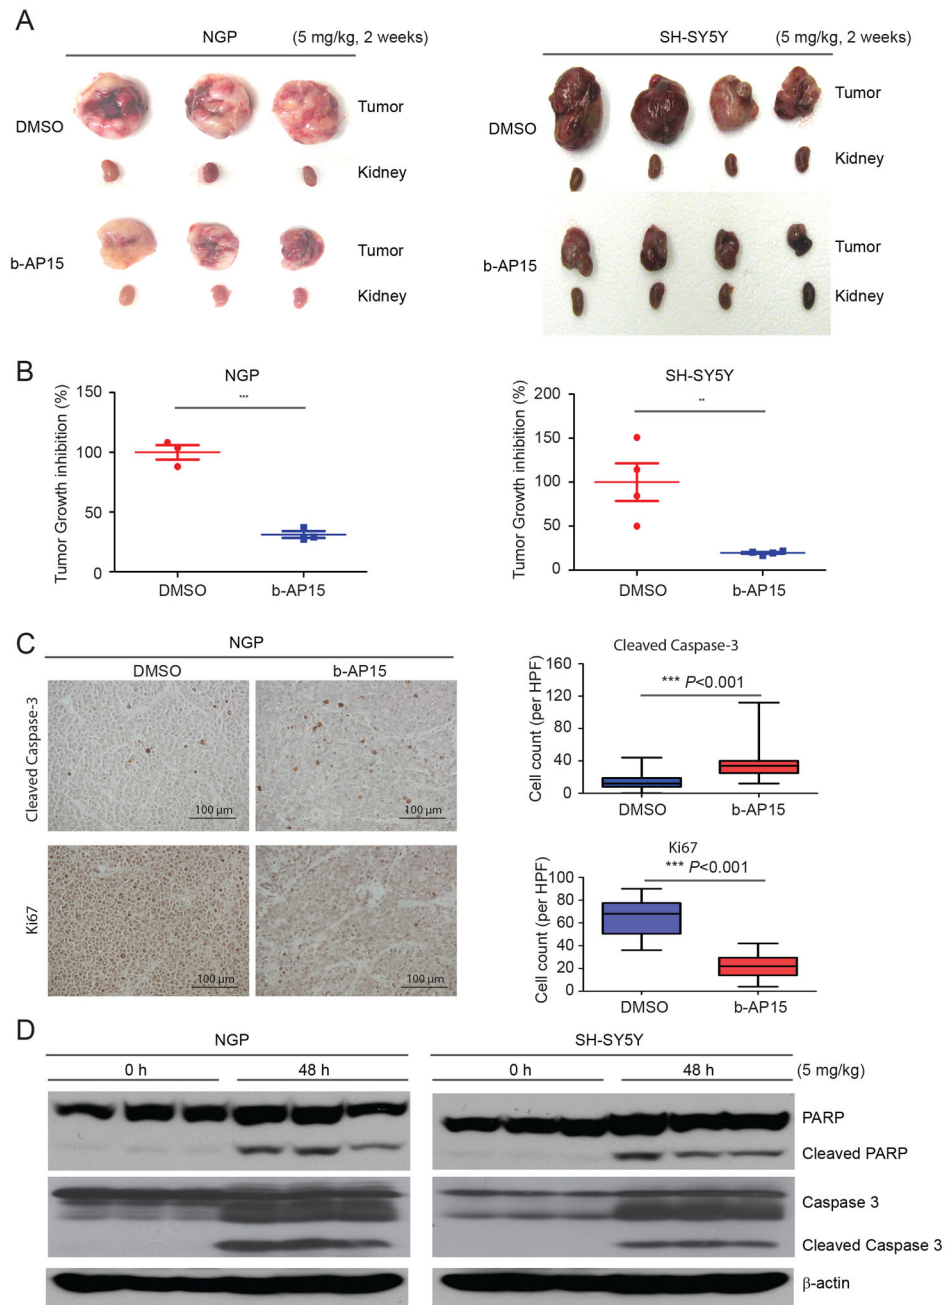 A
NGP (5 mg/kg, 2 weeks)
DMSO
Tumor
Kidney
b-AP15
Tumor
Kidney
SH-SY5Y (5 mg/kg, 2 weeks)
DMSO
Tumor
Kidney
b-AP15
Tumor
Kidney
B
NGP
Tumor Growth inhibition (%)
150
100
50
0
***
DMSO b-AP15
SH-SY5Y
Tumor Growth inhibition (%)
200
150
100
50
0
**
DMSO b-AP15
C
NGP
DMSO b-AP15
Cleaved Caspase-3
100 µm 100 µm
Ki67
100 µm 100 µm
Cleaved Caspase-3
*** P<0.001
Cell count (per HPF)
160
120
80
40
0
DMSO b-AP15
Ki67
*** P<0.001
Cell count (per HPF)
100
80
60
40
20
0
DMSO b-AP15
D
NGP SH-SY5Y
0 h 48 h 0 h 48 h (5 mg/kg)
PARP
Cleaved PARP
Caspase 3
Cleaved Caspase 3
β-actin